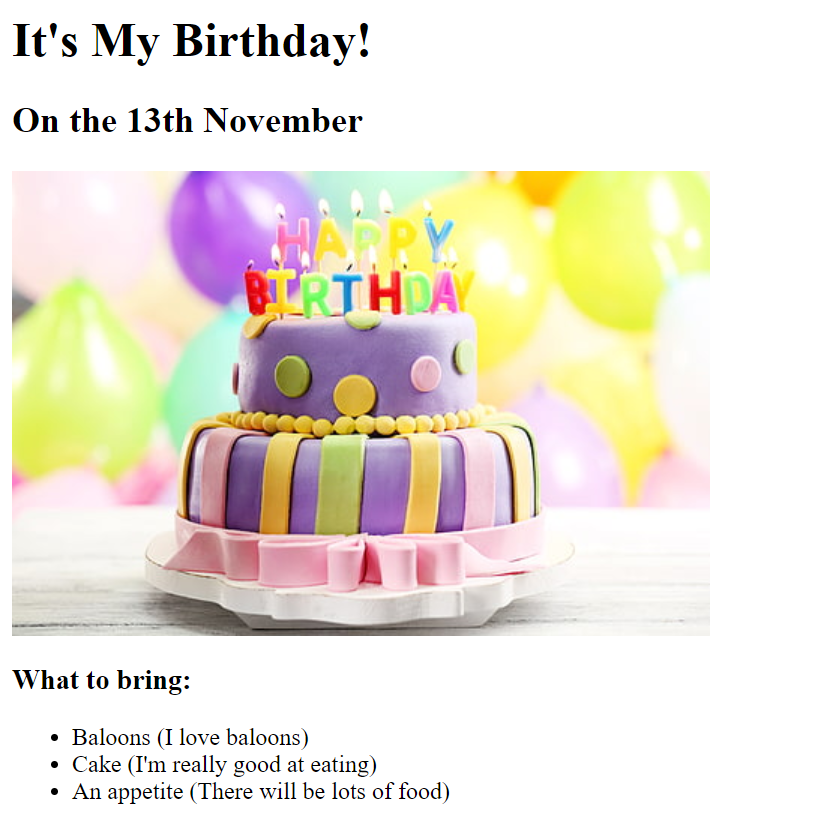 It's My Birthday!
On the 13th November
HAPPY
BIRTHDAY
What to bring:
Baloons (I love baloons)
Cake (I'm really good at eating)
An appetite (There will be lots of food)